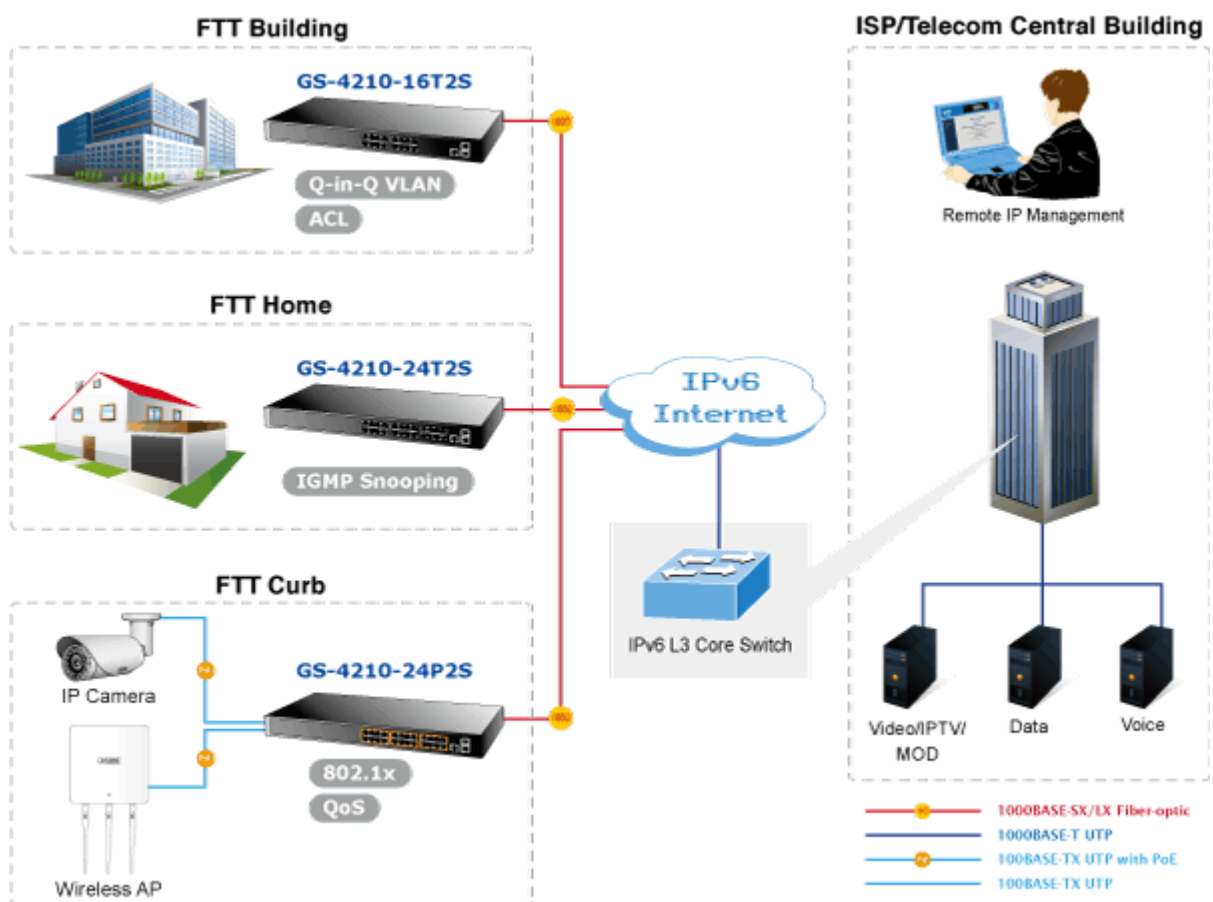 FTT Building
GS-4210-16T2S
Q-in-Q VLAN
ACL
FTT Home
GS-4210-24T2S
IGMP Snooping
FTT Curb
IP Camera
GS-4210-24P2S
802.1x
QoS
Wireless AP
IPv6
Internet
IPv6 L3 Core Switch
ISP/Telecom Central Building
Remote IP Management
Video/IPTV/
MOD
Data
Voice
1000BASE-SX/LX Fiber-optic
1000BASE-T UTP
100BASE-TX UTP with PoE
100BASE-TX UTP